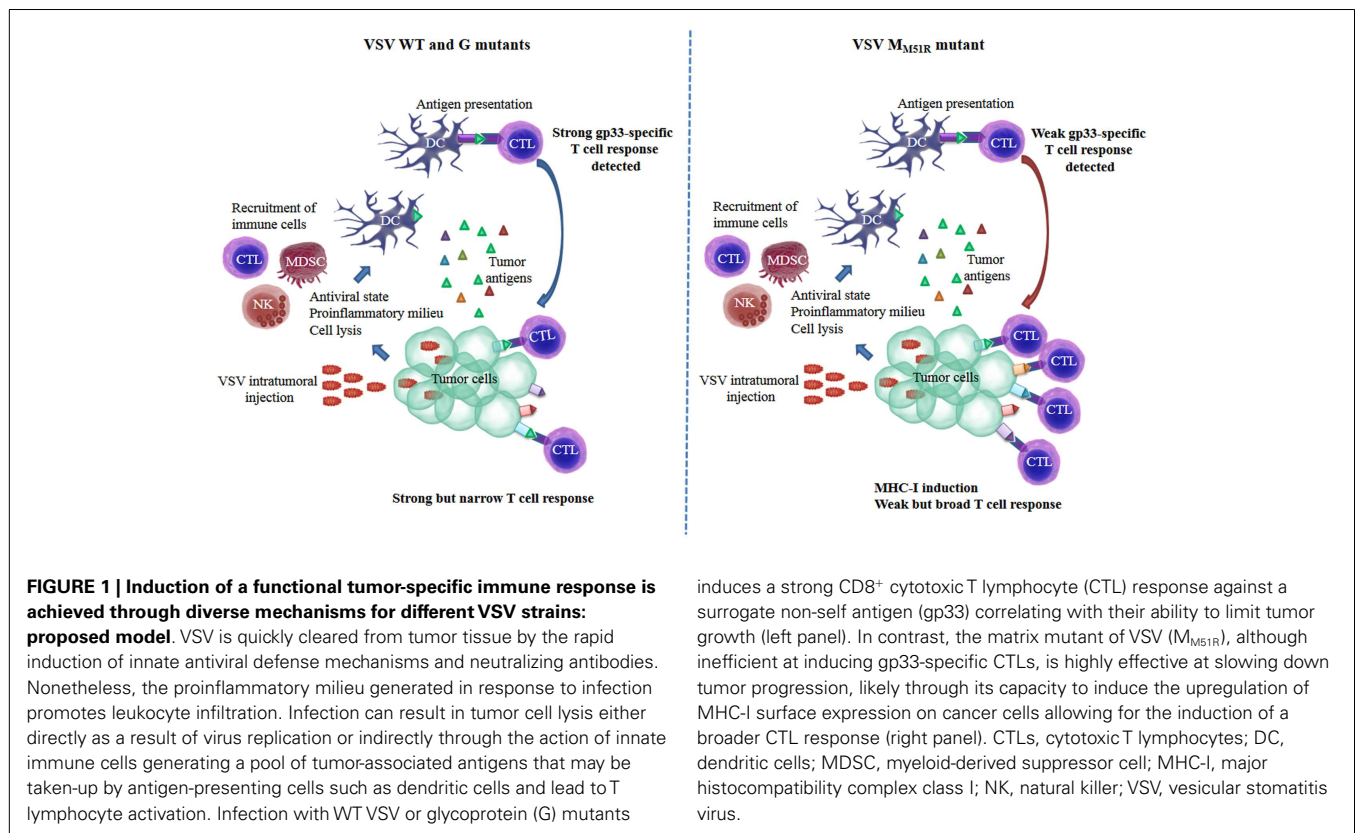 VSV WT and G mutants
Antigen presentation
DC
CTL
Strong gp33-specific
T cell response
detected
Recruitment of
immune cells
CTL
MDSC
NK
DC
Tumor
antigens
Antiviral state
Proinflammatory milieu
Cell lysis
CTL
VSV intratumoral
injection
Tumor cells
CTL
Strong but narrow T cell response
VSV M_M51R mutant
Antigen presentation
DC
CTL
Weak gp33-specific
T cell response
detected
Recruitment of
immune cells
CTL
MDSC
NK
DC
Tumor
antigens
Antiviral state
Proinflammatory milieu
Cell lysis
CTL
VSV intratumoral
injection
Tumor cells
CTL
CTL
CTL
MHC-I induction
Weak but broad T cell response
FIGURE 1 | Induction of a functional tumor-specific immune response is
achieved through diverse mechanisms for different VSV strains:
proposed model. VSV is quickly cleared from tumor tissue by the rapid
induction of innate antiviral defense mechanisms and neutralizing antibodies.
Nonetheless, the proinflammatory milieu generated in response to infection
promotes leukocyte infiltration. Infection can result in tumor cell lysis either
directly as a result of virus replication or indirectly through the action of innate
immune cells generating a pool of tumor-associated antigens that may be
taken-up by antigen-presenting cells such as dendritic cells and lead to T
lymphocyte activation. Infection with WT VSV or glycoprotein (G) mutants
induces a strong CD8⁺ cytotoxic T lymphocyte (CTL) response against a
surrogate non-self antigen (gp33) correlating with their ability to limit tumor
growth (left panel). In contrast, the matrix mutant of VSV (M_M51R), although
inefficient at inducing gp33-specific CTLs, is highly effective at slowing down
tumor progression, likely through its capacity to induce the upregulation of
MHC-I surface expression on cancer cells allowing for the induction of a
broader CTL response (right panel). CTLs, cytotoxic T lymphocytes; DC,
dendritic cells; MDSC, myeloid-derived suppressor cell; MHC-I, major
histocompatibility complex class I; NK, natural killer; VSV, vesicular stomatitis
virus.